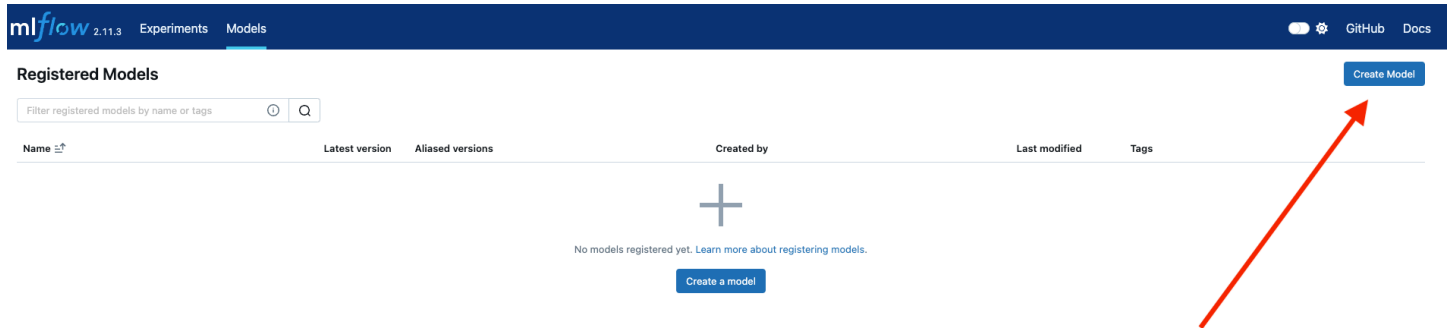 mlflow 2.11.3 Experiments Models GitHub Docs
Registered Models
Create Model
Filter registered models by name or tags
Name Latest version Aliased versions Created by Last modified Tags
No models registered yet. Learn more about registering models.
Create a model